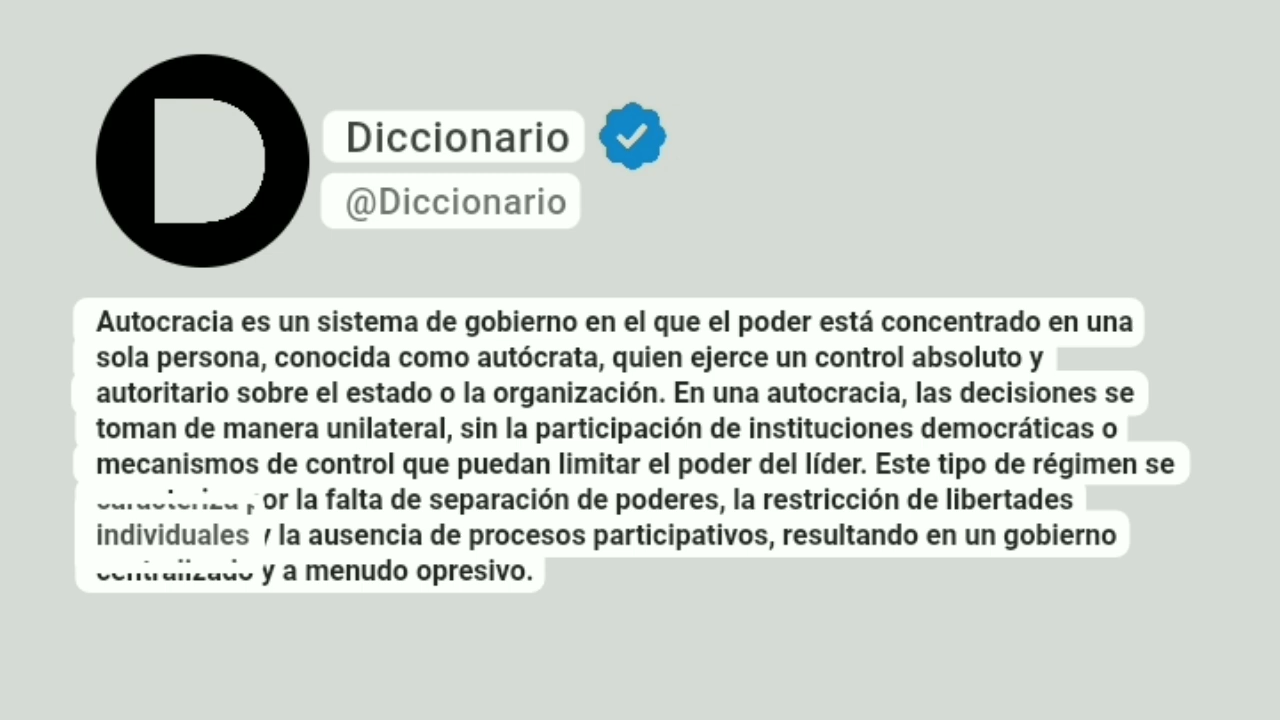 D
Diccionario
@Diccionario
Autocracia es un sistema de gobierno en el que el poder está concentrado en una
sola persona, conocida como autócrata, quien ejerce un control absoluto y
autoritario sobre el estado o la organización. En una autocracia, las decisiones se
toman de manera unilateral, sin la participación de instituciones democráticas o
mecanismos de control que puedan limitar el poder del líder. Este tipo de régimen se
caracteriza por la falta de separación de poderes, la restricción de libertades
individuales y la ausencia de procesos participativos, resultando en un gobierno
centralizado y a menudo opresivo.